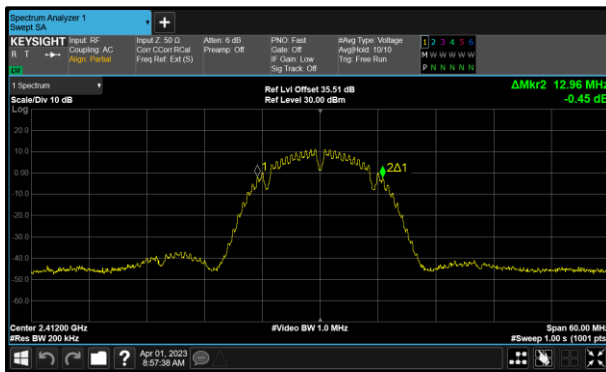 Spectrum Analyzer 1
Swept SA
KEYSIGHT Input: RF Input Z: 50 Ω Atten: 6 dB PNO: Fast #Avg Type: Voltage 1 2 3 4 5 6
R T Coupling: AC Corr CCorr RCal Preamp: Off Gate: Off Avg|Hold: 10/10 M W W W W W
Align: Partial Freq Ref: Ext (S) IF Gain: Low Trig: Free Run P N N N N N
Sig Track: Off
1 Spectrum
Scale/Div 10 dB
Ref Lvl Offset 35.51 dB
Ref Level 30.00 dBm
ΔMkr2 12.96 MHz
-0.45 dB
Log
20.0
10.0
0.00
-10.0
-20.0
-30.0
-40.0
-50.0
-60.0
1
2Δ1
Center 2.41200 GHz #Video BW 1.0 MHz Span 60.00 MHz
#Res BW 200 kHz #Sweep 1.00 s (1001 pts)
? Apr 01, 2023
8:57:38 AM